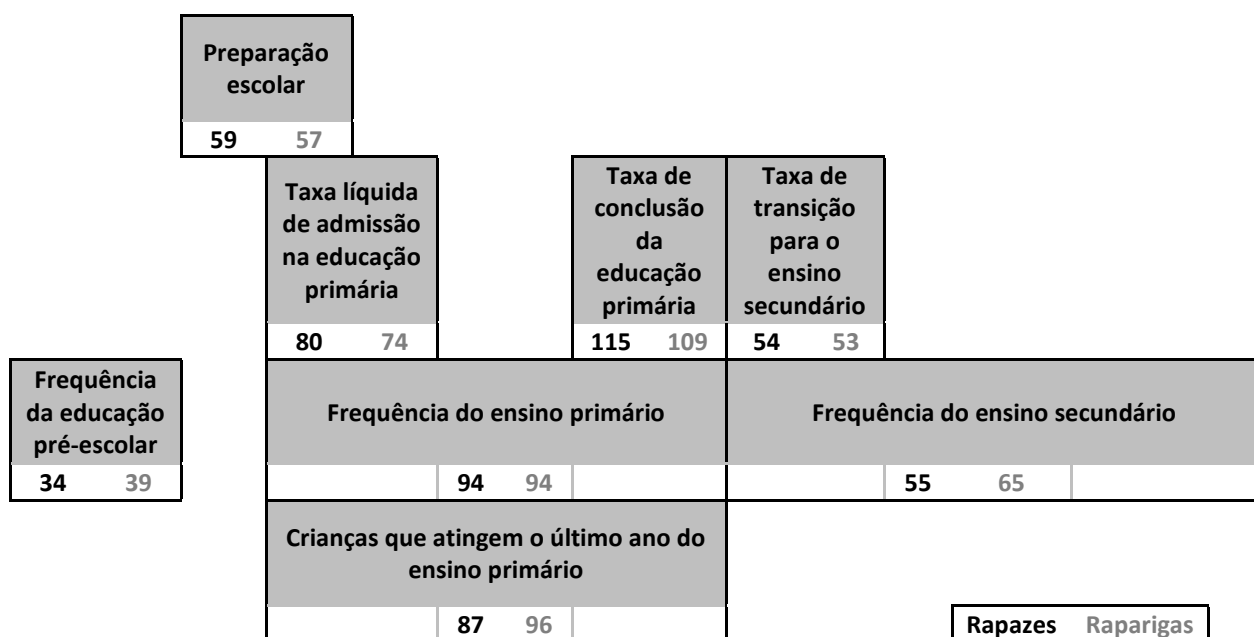 Preparação
escolar
59 57
Taxa líquida
de admissão
na educação
primária
80 74
Taxa de
conclusão
da
educação
primária
115 109
Taxa de
transição
para o
ensino
secundário
54 53
Frequência
da educação
pré-escolar
34 39
Frequência do ensino primário
94 94
Frequência do ensino secundário
55 65
Crianças que atingem o último ano do
ensino primário
87 96
Rapazes Raparigas